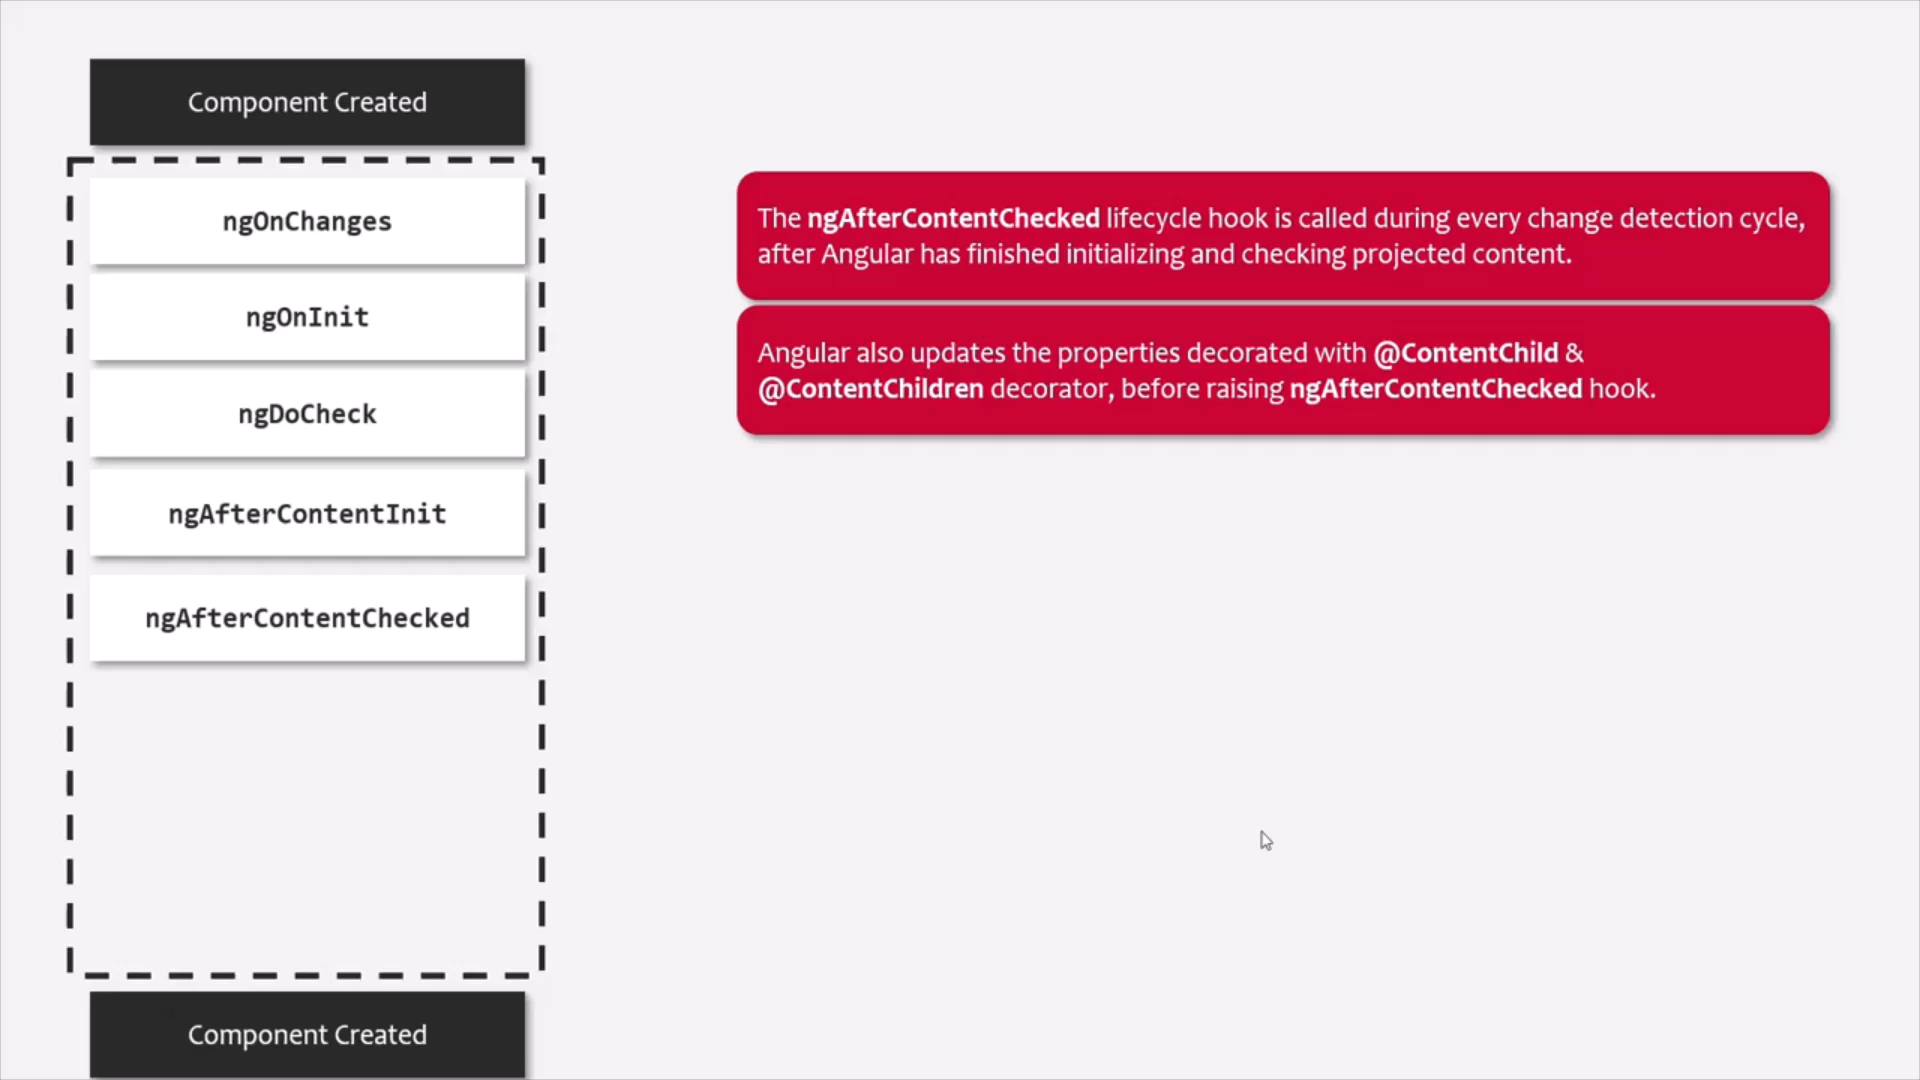 Component Created
ngOnChanges
ngOnInit
ngDoCheck
ngAfterContentInit
ngAfterContentChecked
Component Created
The ngAfterContentChecked lifecycle hook is called during every change detection cycle,
after Angular has finished initializing and checking projected content.
Angular also updates the properties decorated with @ContentChild &
@ContentChildren decorator, before raising ngAfterContentChecked hook.